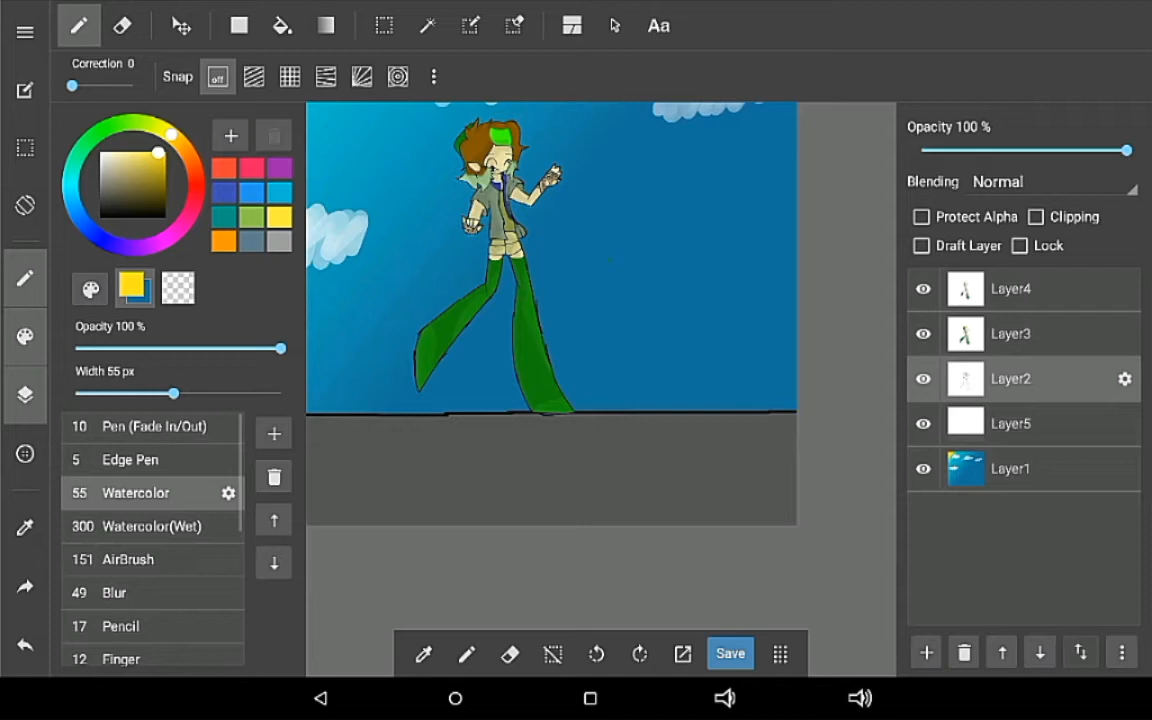 Aa
Correction 0
Snap
off
Opacity 100 %
Width 55 px
10 Pen (Fade In/Out)
5 Edge Pen
55 Watercolor
300 Watercolor(Wet)
151 AirBrush
49 Blur
17 Pencil
12 Finger
Save
Opacity 100 %
Blending Normal
Protect Alpha Clipping
Draft Layer Lock
Layer4
Layer3
Layer2
Layer5
Layer1